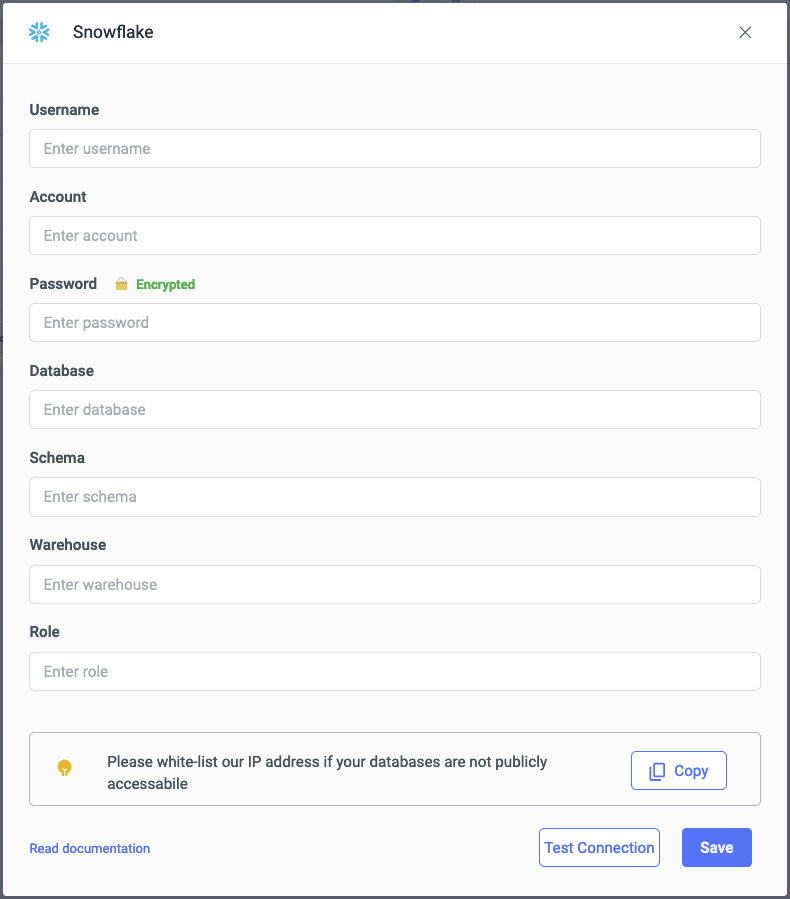 Snowflake
Username
Enter username
Account
Enter account
Password Encrypted
Enter password
Database
Enter database
Schema
Enter schema
Warehouse
Enter warehouse
Role
Enter role
Please white-list our IP address if your databases are not publicly
accessabile
Copy
Read documentation
Test Connection
Save